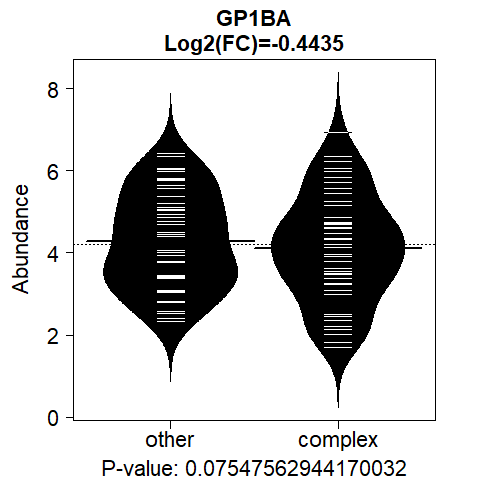 GP1BA
Log2(FC)=-0.4435
Abundance
8
6
4
2
0
other complex
P-value: 0.07547562944170032